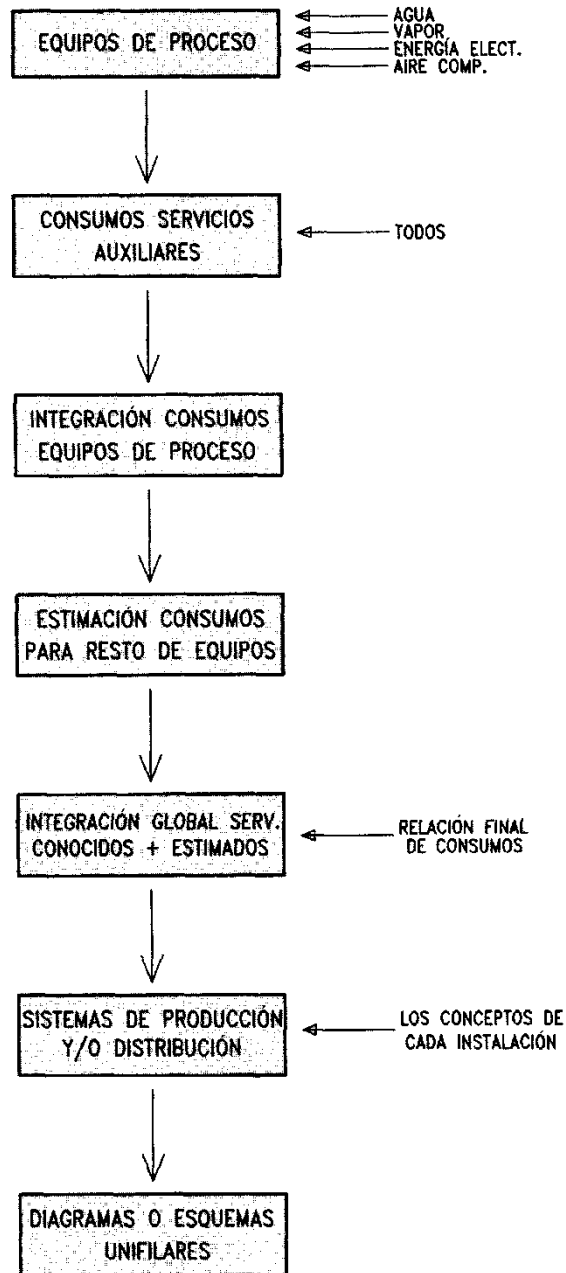 EQUIPOS DE PROCESO
AGUA
VAPOR
ENERGÍA ELECT.
AIRE COMP.
CONSUMOS SERVICIOS
AUXILIARES
TODOS
INTEGRACIÓN CONSUMOS
EQUIPOS DE PROCESO
ESTIMACIÓN CONSUMOS
PARA RESTO DE EQUIPOS
INTEGRACIÓN GLOBAL SERV.
CONOCIDOS + ESTIMADOS
RELACIÓN FINAL
DE CONSUMOS
SISTEMAS DE PRODUCCIÓN
Y/O DISTRIBUCIÓN
LOS CONCEPTOS DE
CADA INSTALACIÓN
DIAGRAMAS O ESQUEMAS
UNIFILARES